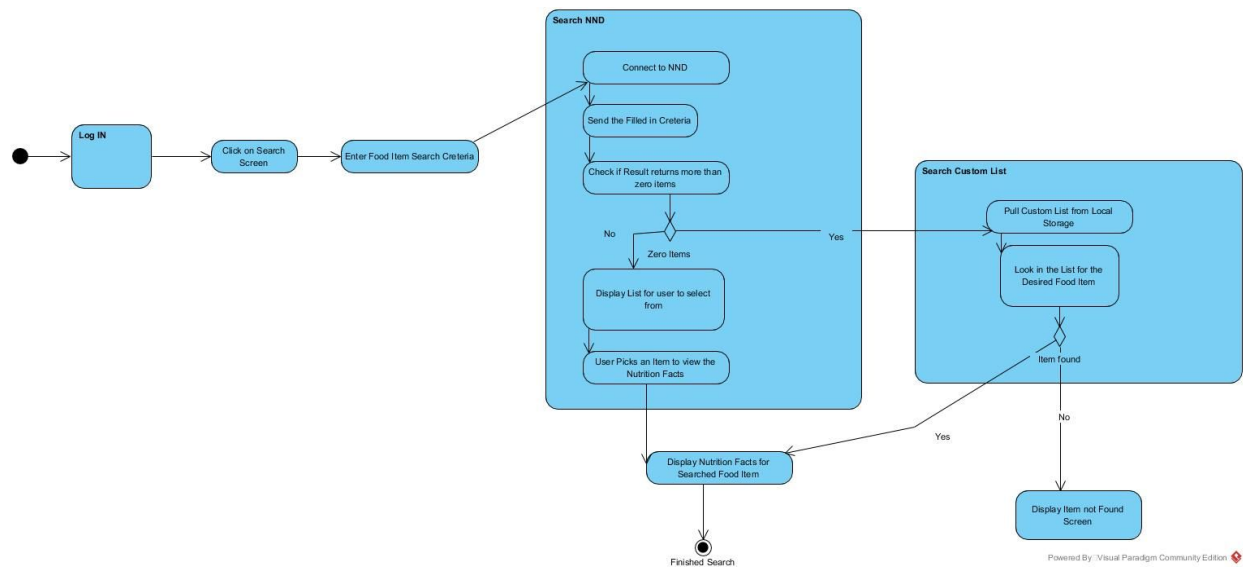 Search NND
Connect to NND
Send the Filled in Creteria
Check if Result returns more than
zero items
No
Zero Items
Yes
Display List for user to select
from
User Picks an Item to view the
Nutrition Facts
Log IN
Click on Search
Screen
Enter Food Item Search Creteria
Search Custom List
Pull Custom List from Local
Storage
Look in the List for the
Desired Food Item
Item found
No
Yes
Display Nutrition Facts for
Searched Food Item
Display Item not Found
Screen
Finished Search
Powered By Visual Paradigm Community Edition